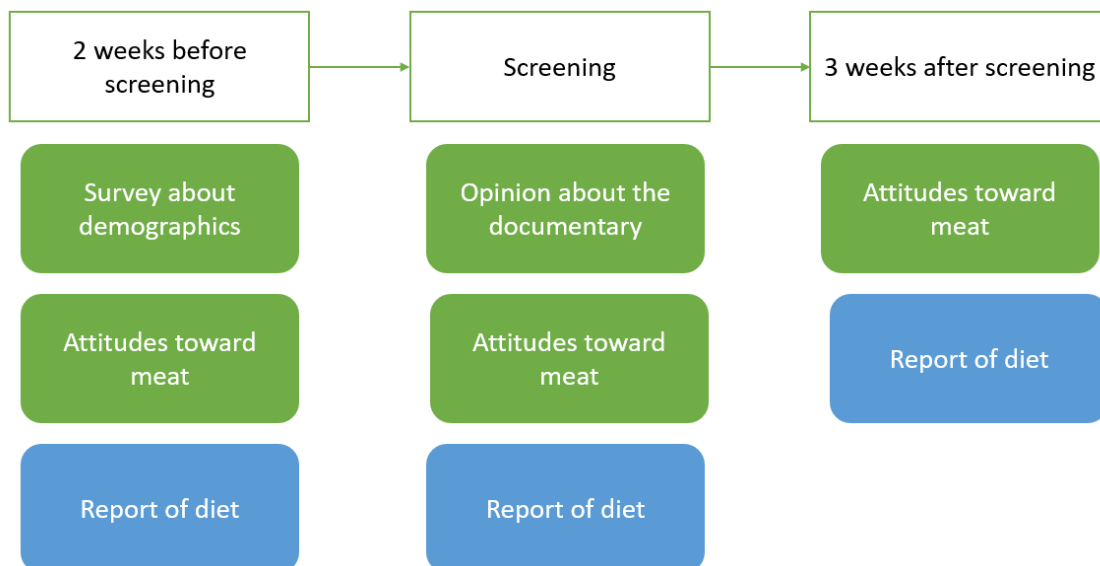 2 weeks before
screening
Screening
3 weeks after screening
Survey about
demographics
Opinion about the
documentary
Attitudes toward
meat
Attitudes toward
meat
Attitudes toward
meat
Report of diet
Report of diet
Report of diet